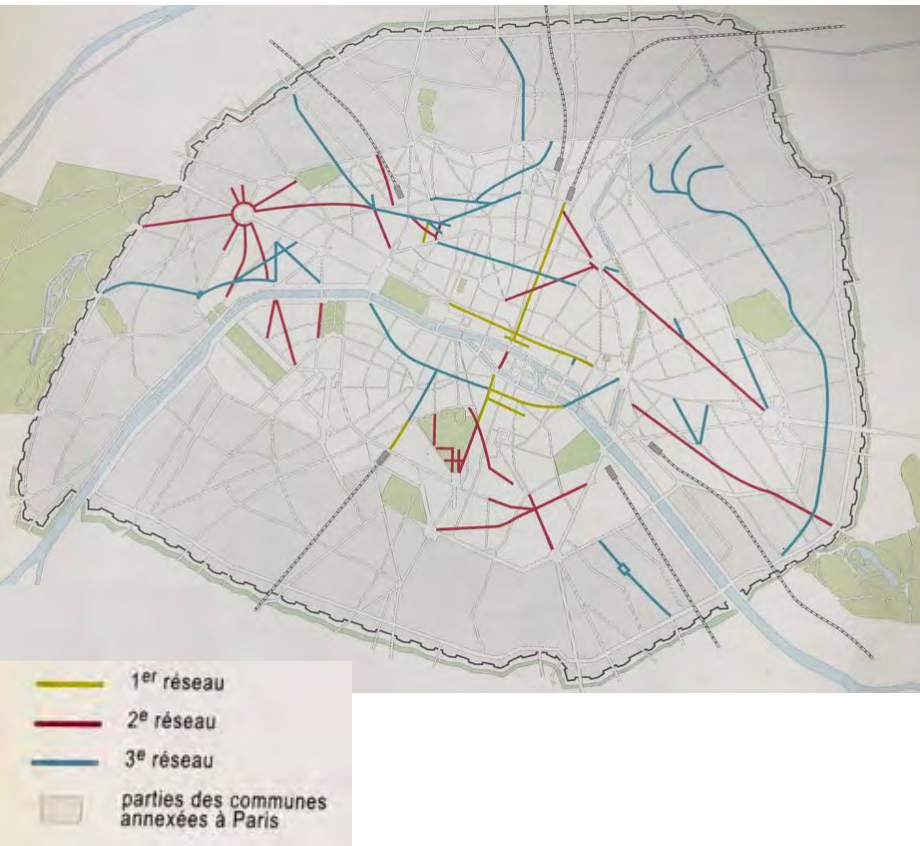 1er réseau
2e réseau
3e réseau
parties des communes
annexées à Paris